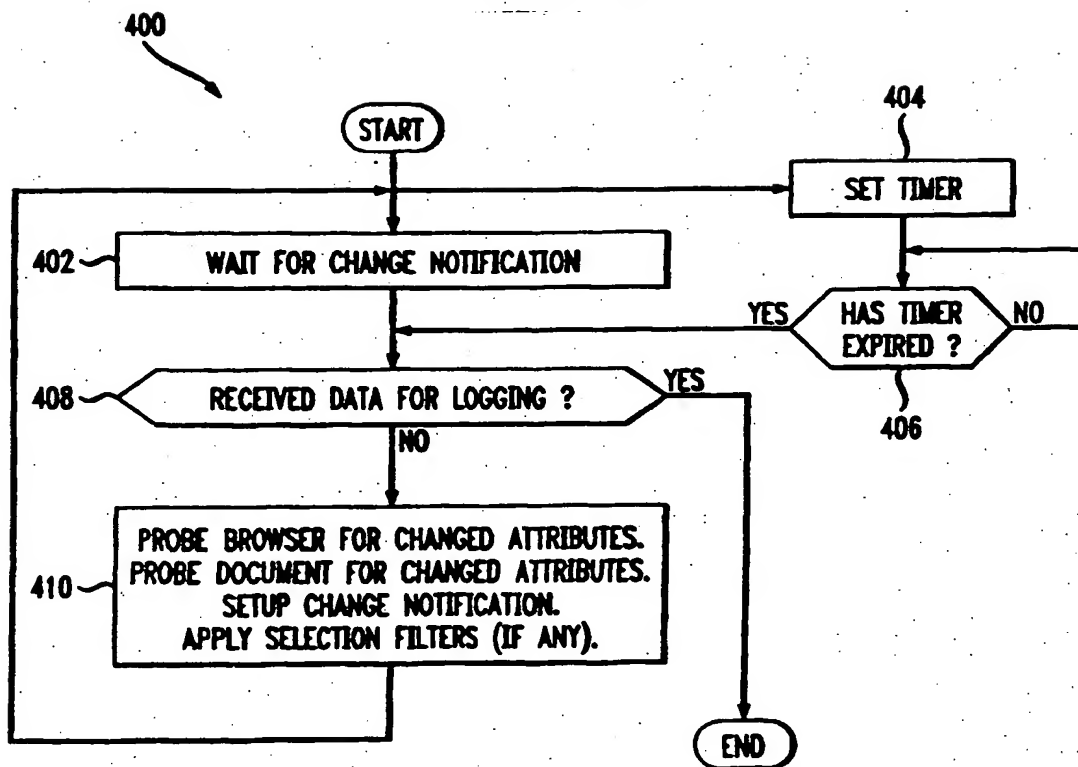 400
START
404
SET TIMER
402
WAIT FOR CHANGE NOTIFICATION
YES
HAS TIMER
EXPIRED ?
NO
406
408
RECEIVED DATA FOR LOGGING ?
YES
NO
410
PROBE BROWSER FOR CHANGED ATTRIBUTES.
PROBE DOCUMENT FOR CHANGED ATTRIBUTES.
SETUP CHANGE NOTIFICATION.
APPLY SELECTION FILTERS (IF ANY).
END